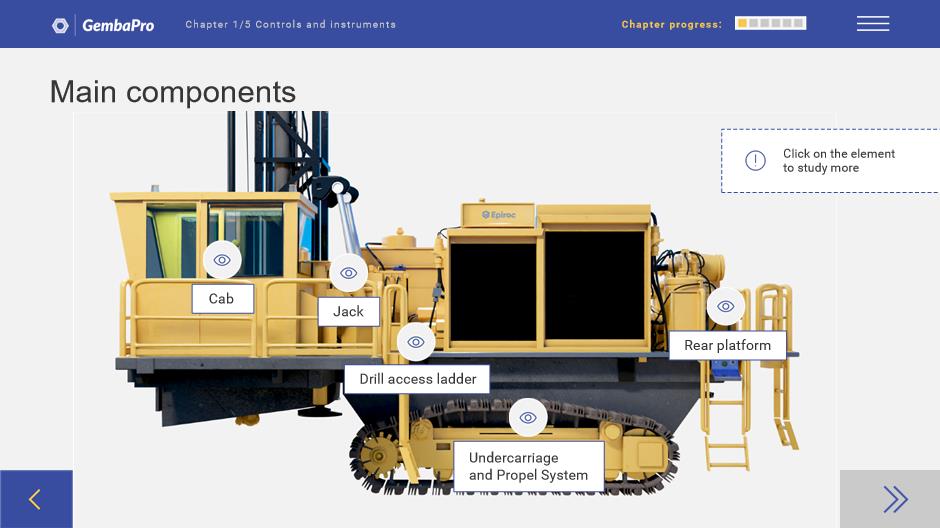 GembaPro
Chapter 1/5 Controls and instruments
Chapter progress:
Main components
Click on the element
to study more
Epiroc
Cab
Jack
Rear platform
Drill access ladder
Undercarriage
and Propel System